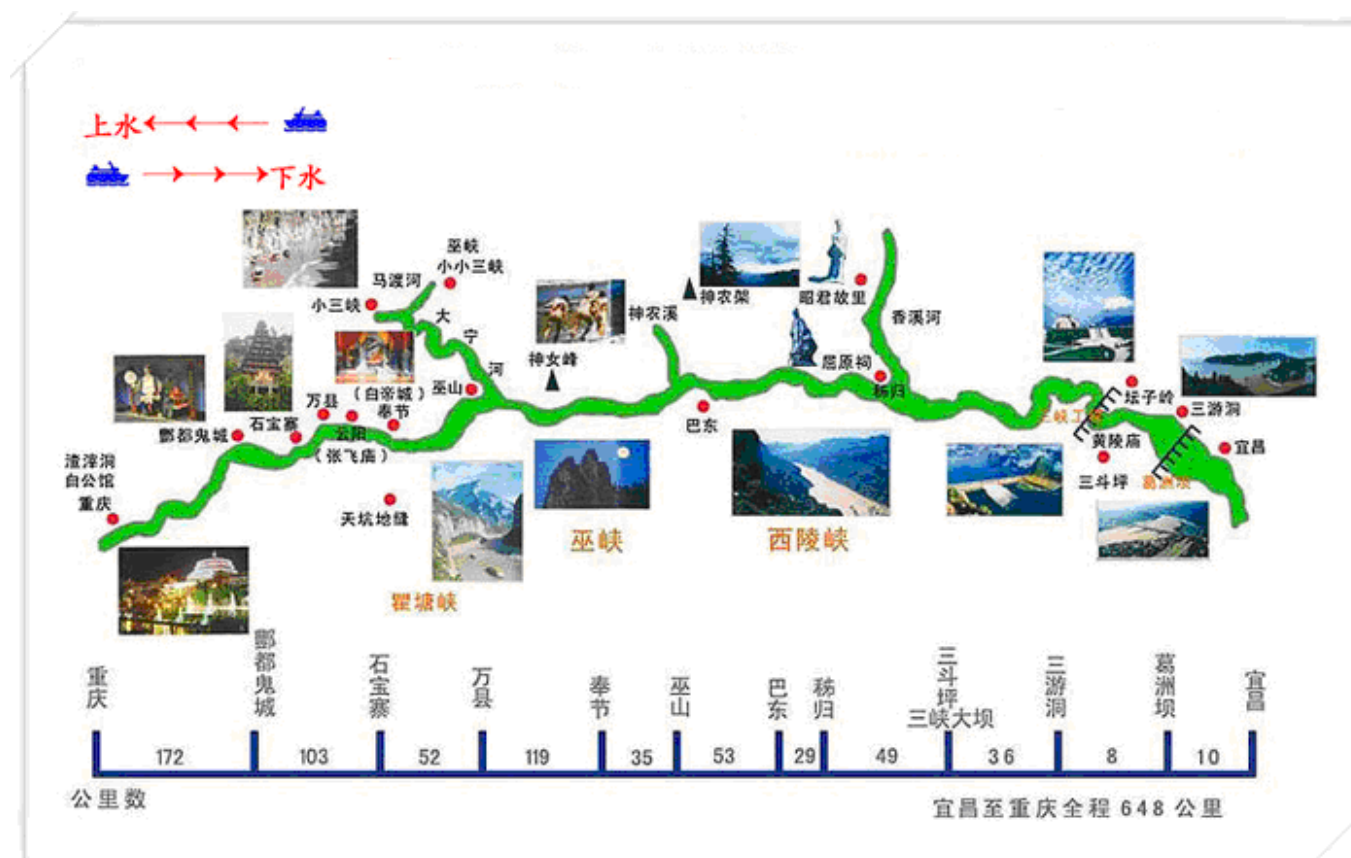 上水
下水
巫峡
小小三峡
马渡河
小三峡
大宁河
神农溪
神农架
昭君故里
香溪河
神女峰
屈原祠
秭归
巫山
(白帝城)
奉节
万县
石宝寨
云阳
(张飞庙)
酆都鬼城
渣滓洞
白公馆
重庆
天坑地缝
巴东
坛子岭
三游洞
黄陵庙
三斗坪
葛洲坝
宜昌
瞿塘峡
巫峡
西陵峡
重庆
酆都鬼城
石宝寨
万县
奉节
巫山
巴东
秭归
三斗坪
三峡大坝
三游洞
葛洲坝
宜昌
172 103 52 119 35 53 29 49 36 8 10
公里数
宜昌至重庆全程 648 公里